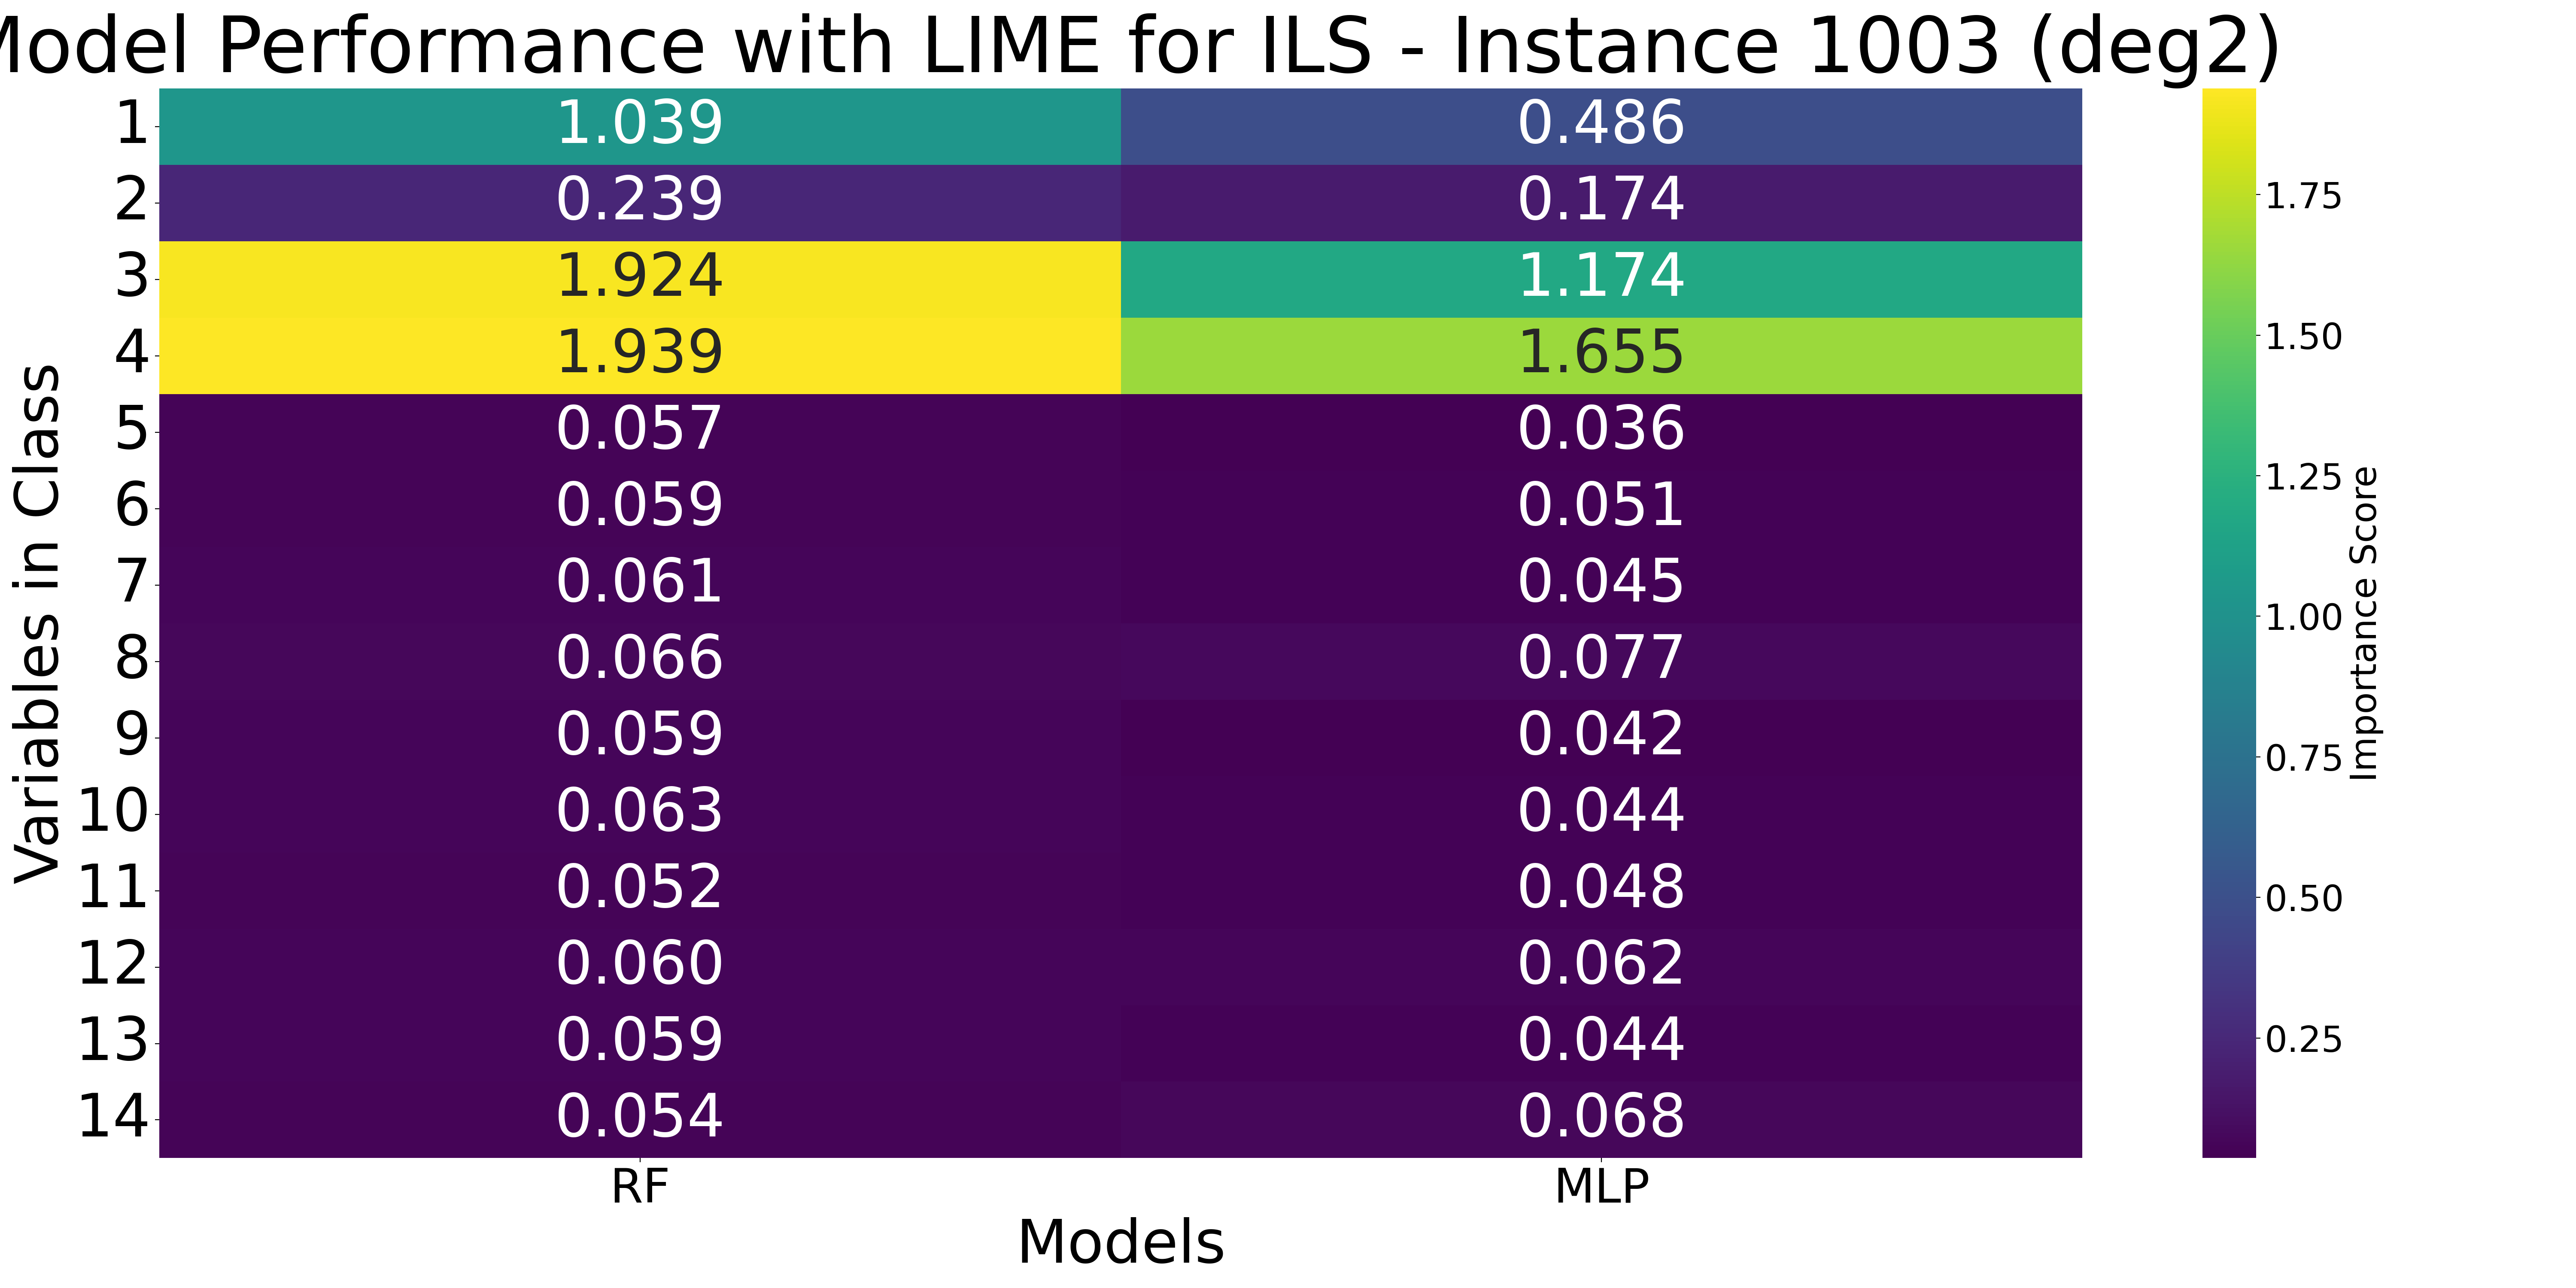 Model Performance with LIME for ILS - Instance 1003 (deg2)
Variables in Class
1 1.039 0.486
2 0.239 0.174
3 1.924 1.174
4 1.939 1.655
5 0.057 0.036
6 0.059 0.051
7 0.061 0.045
8 0.066 0.077
9 0.059 0.042
10 0.063 0.044
11 0.052 0.048
12 0.060 0.062
13 0.059 0.044
14 0.054 0.068
RF MLP
Models
1.75
1.50
1.25
1.00
0.75
0.50
0.25
Importance Score